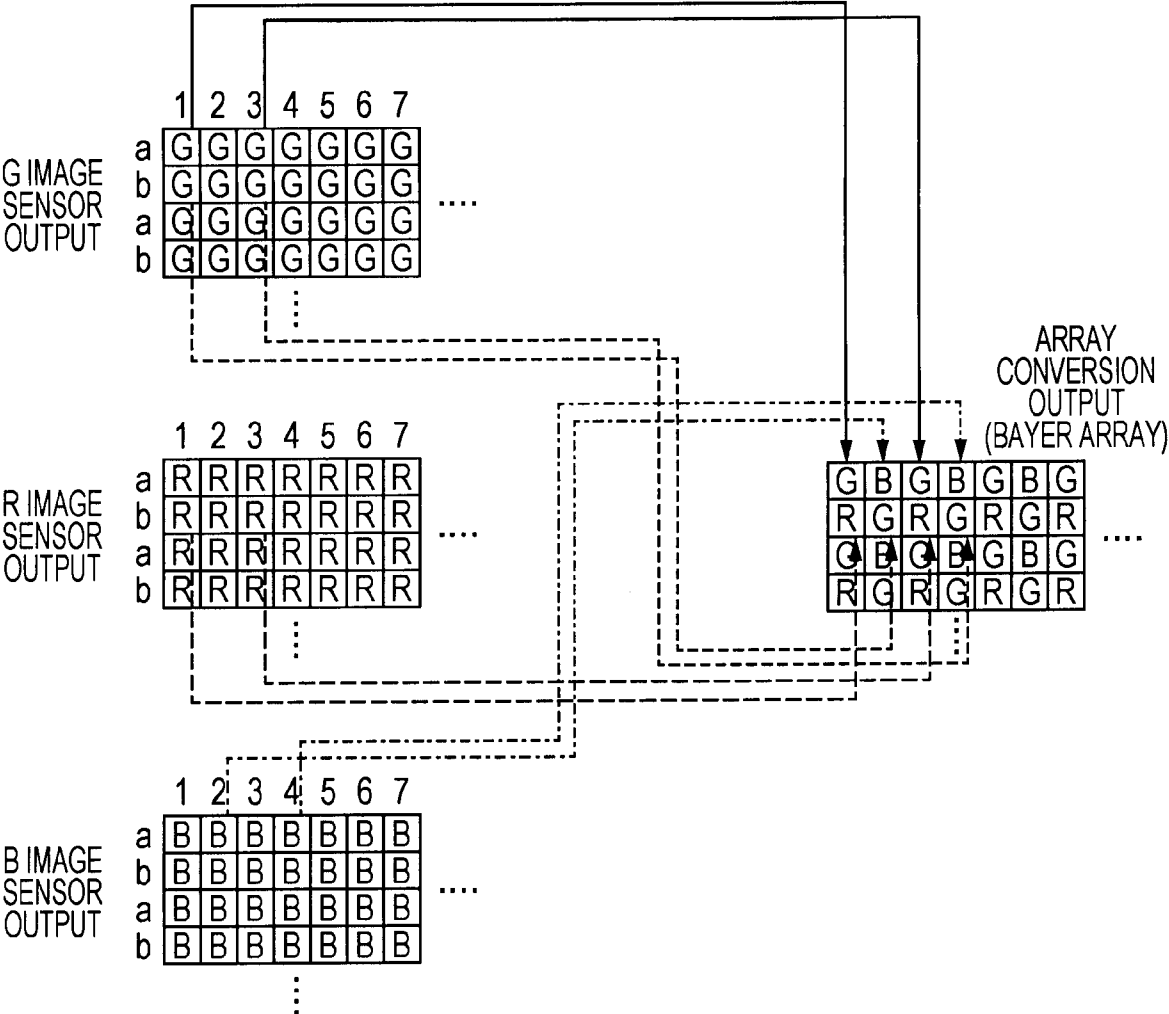 1 2 3 4 5 6 7
G IMAGE
SENSOR
OUTPUT
a G G G G G G G
b G G G G G G G ....
a G G G G G G G
b G G G G G G G
ARRAY
CONVERSION
OUTPUT
(BAYER ARRAY)
1 2 3 4 5 6 7
R IMAGE
SENSOR
OUTPUT
a R R R R R R R
b R R R R R R R ....
a R R R R R R R
b R R R R R R R
G B G B G B G
R G R G R G R ....
G B G B G B G
R G R G R G R
1 2 3 4 5 6 7
B IMAGE
SENSOR
OUTPUT
a B B B B B B B
b B B B B B B B ....
a B B B B B B B
b B B B B B B B